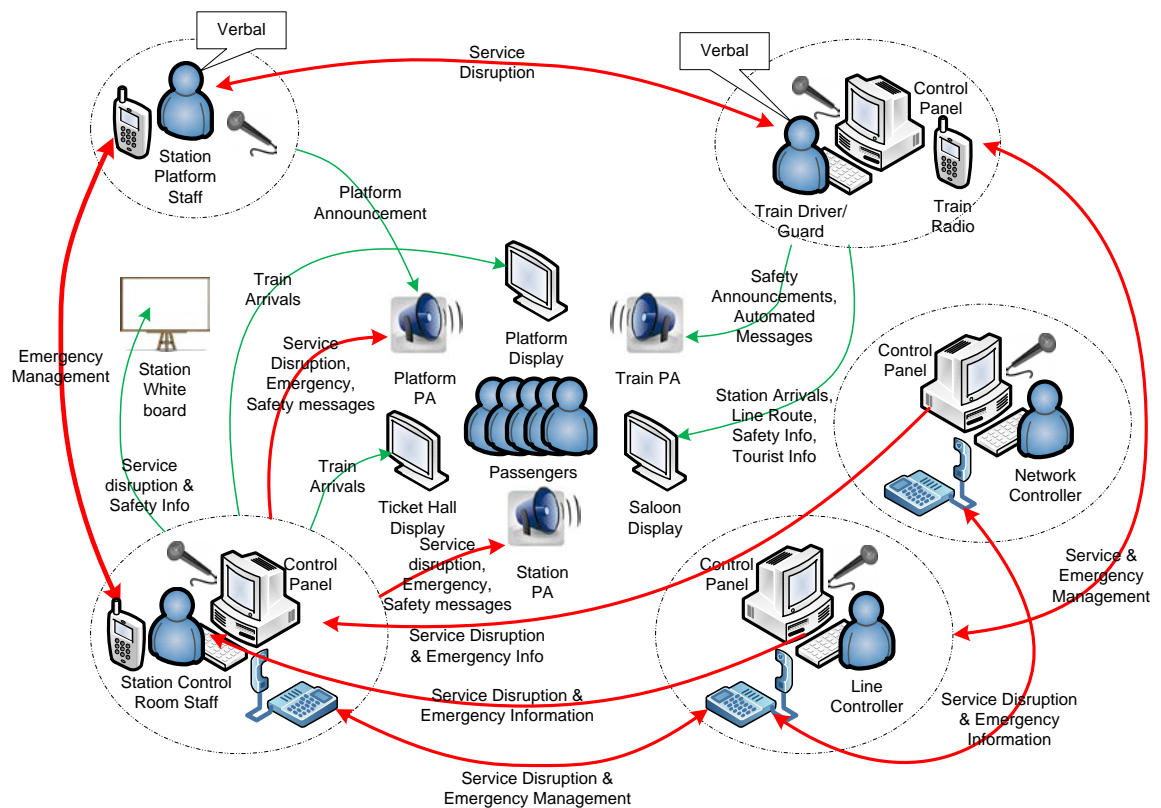 Verbal
Service
Disruption
Verbal
Control
Panel
Station
Platform
Staff
Train Driver/
Guard
Train
Radio
Platform
Announcement
Train
Arrivals
Safety
Announcements,
Automated
Messages
Emergency
Management
Station
White
board
Service
Disruption,
Emergency,
Safety messages
Platform
PA
Platform
Display
Train PA
Control
Panel
Station Arrivals,
Line Route,
Safety Info,
Tourist Info
Passengers
Network
Controller
Service
disruption &
Safety Info
Train
Arrivals
Ticket Hall
Display
Saloon
Display
Service
disruption,
Emergency,
Safety messages
Station
PA
Control
Panel
Control
Panel
Service &
Emergency
Management
Service Disruption
& Emergency Info
Station Control
Room Staff
Service Disruption &
Emergency Information
Line
Controller
Service Disruption
& Emergency
Information
Service Disruption &
Emergency Management